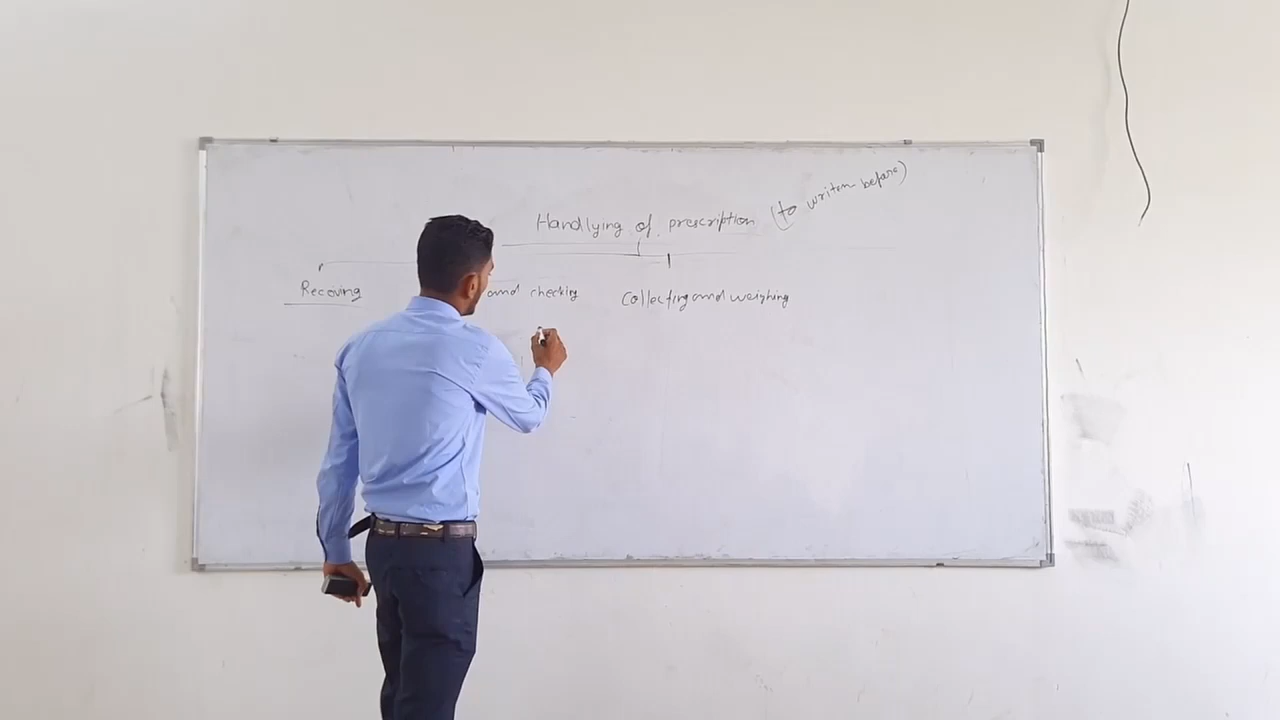 Handlying of prescription (to writen before)
Receving and checking Collecting and weighing